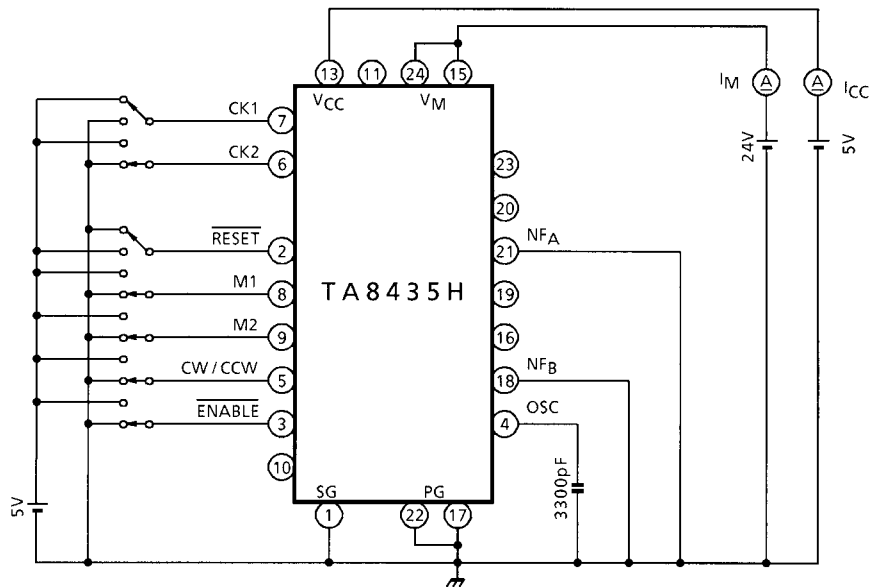 13
11
24
15
VCC
VM
IM
A
A
ICC
CK1
7
CK2
6
23
24V
5V
20
RESET
2
21
NFA
M1
8
TA8435H
19
M2
9
16
CW / CCW
5
18
NFB
ENABLE
3
4
OSC
10
3300pF
5V
SG
PG
1
22
17